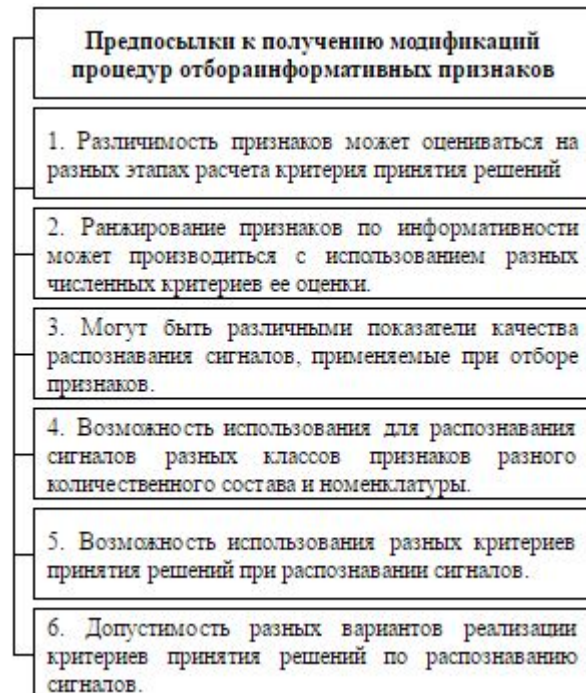 Предпосылки к получению модификаций
процедур отбораинформативных признаков
1. Различимость признаков может оцениваться на
разных этапах расчета критерия принятия решений
2. Ранжирование признаков по информативности
может производиться с использованием разных
численных критериев ее оценки.
3. Могут быть различными показатели качества
распознавания сигналов, применяемые при отборе
признаков.
4. Возможность использования для распознавания
сигналов разных классов признаков разного
количественного состава и номенклатуры.
5. Возможность использования разных критериев
принятия решений при распознавании сигналов.
6. Допустимость разных вариантов реализации
критериев принятия решений по распознаванию
сигналов.